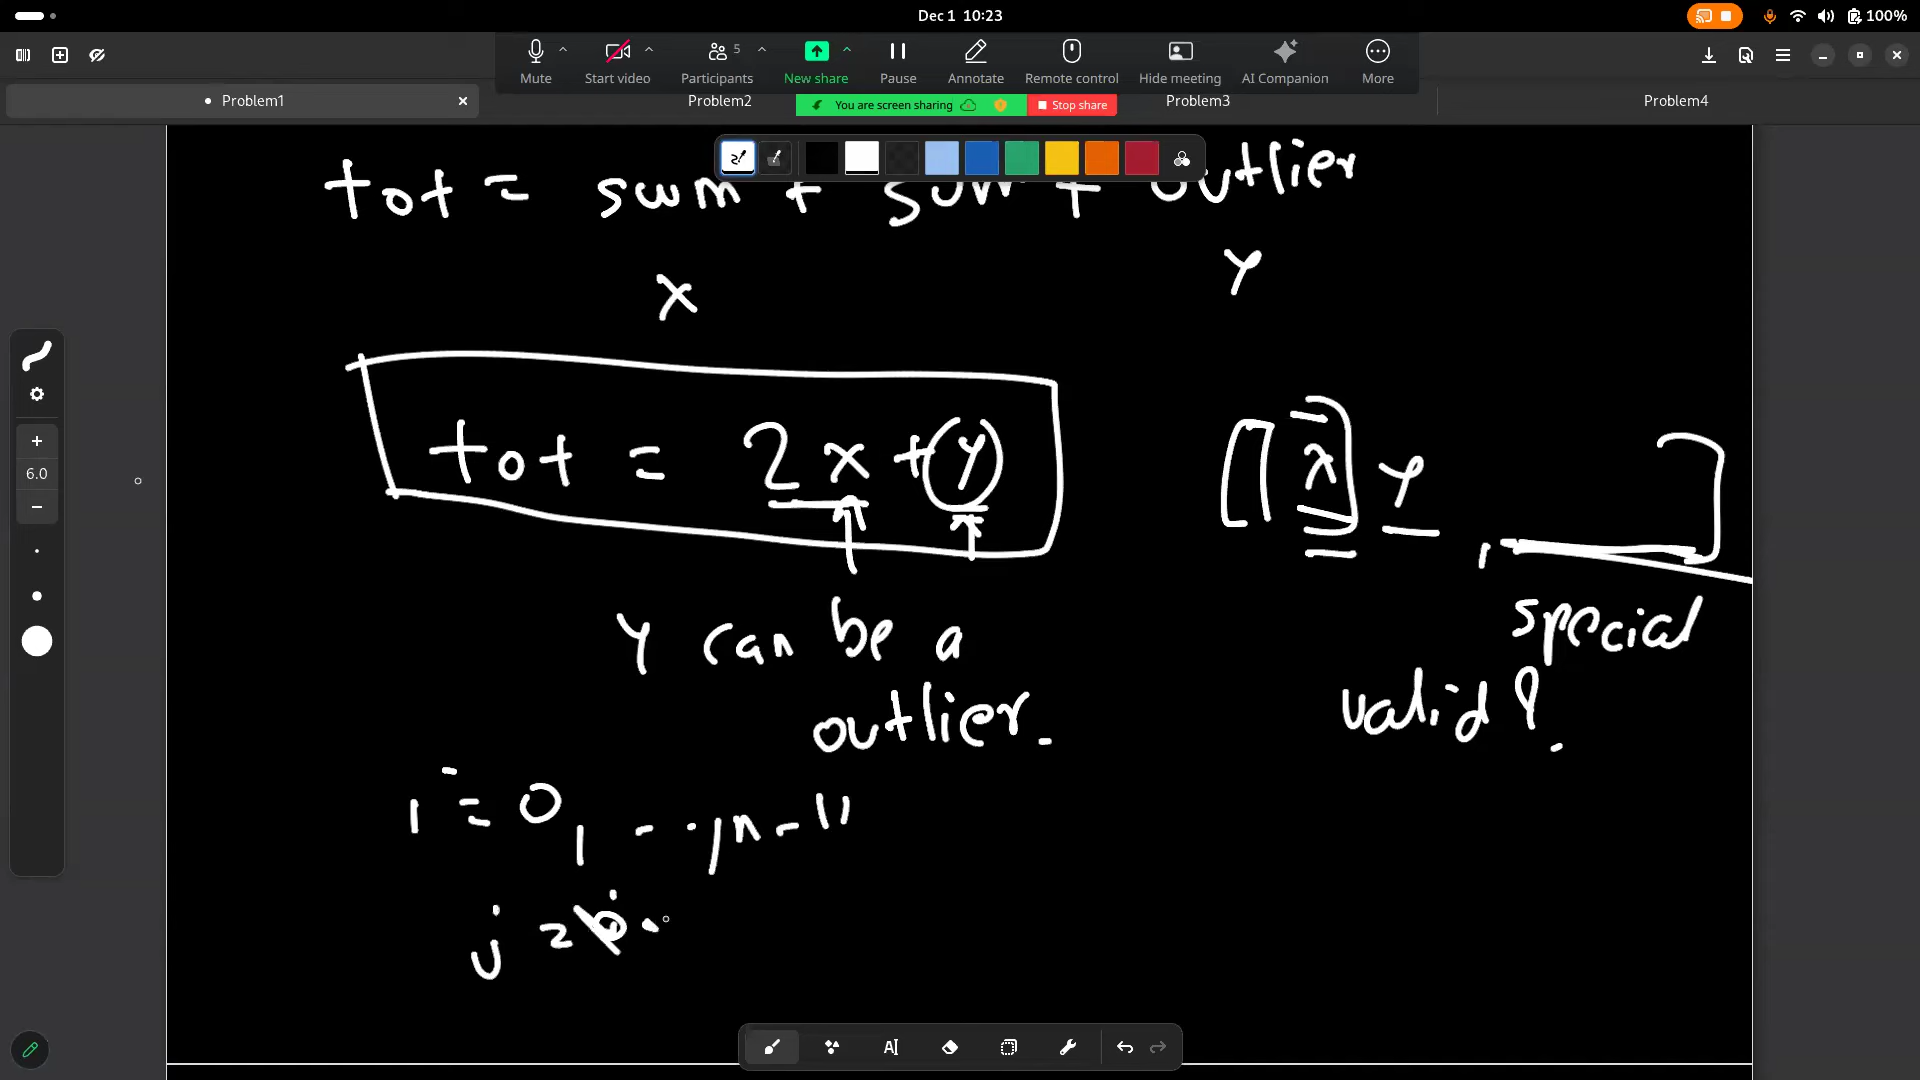 Dec 1 10:23
100%
5
Mute Start video Participants New share Pause Annotate Remote control Hide meeting AI Companion More
Problem1 Problem2 Problem3 Problem4
You are screen sharing Stop share
tot = sum + sum + outlier
x y
tot = 2x + y
[ [ x ] y , ]
6.0
special
y can be a
outlier.
valid?
i = 0, - - , n - 1
j =